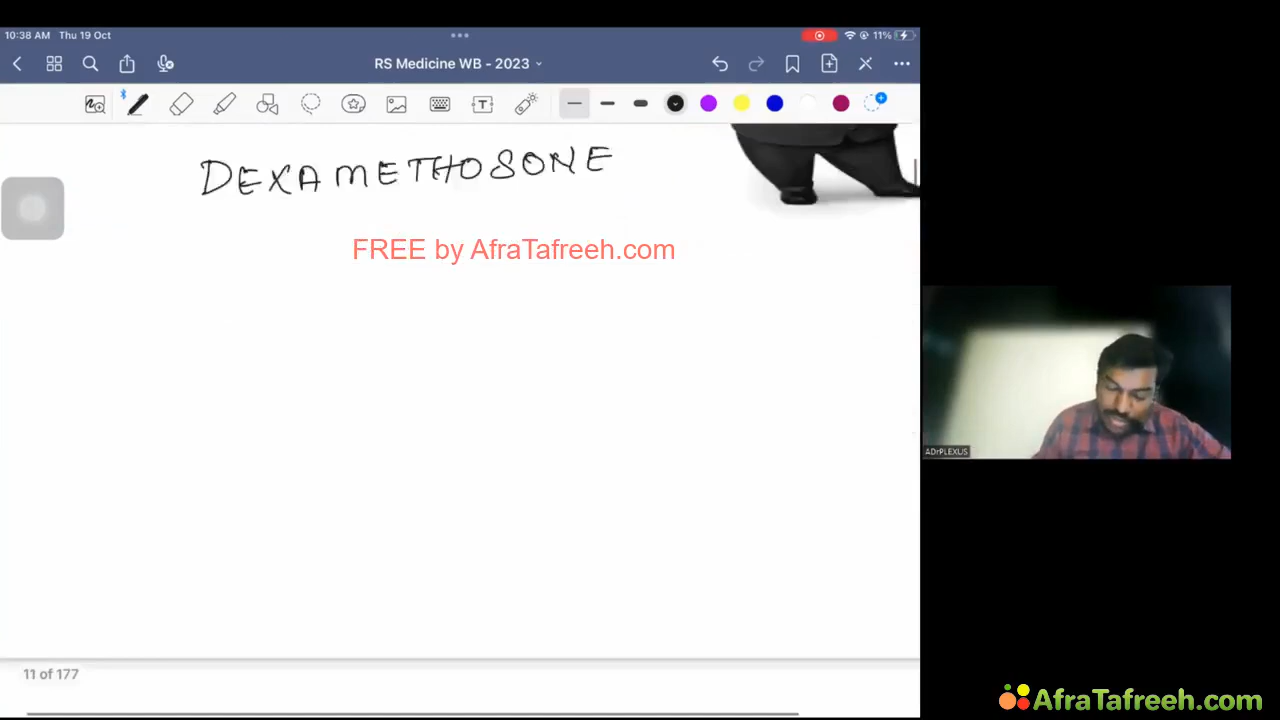 10:38 AM Thu 19 Oct
11%
RS Medicine WB - 2023
T
DEXAMETHOSONE
FREE by AfraTafreeh.com
ADrPLEXUS
11 of 177
AfraTafreeh.com